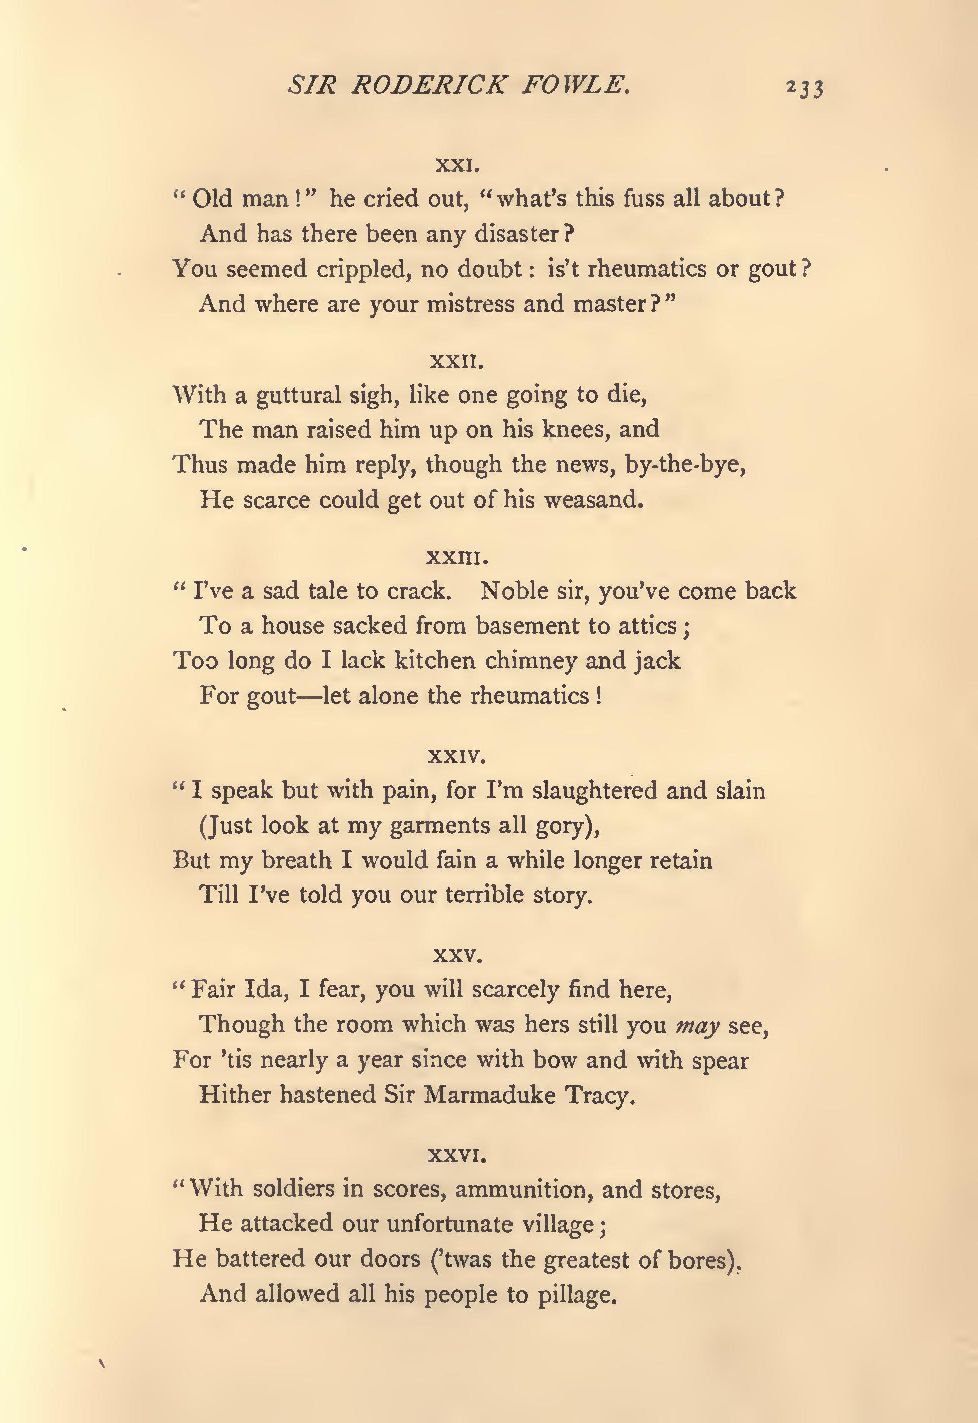 SIR RODERICK FOWLE. 233
XXI.
“Old man!” he cried out, “what’s this fuss all about?
And has there been any disaster?
You seemed crippled, no doubt: is’t rheumatics or gout?
And where are your mistress and master?”
XXII.
With a guttural sigh, like one going to die,
The man raised him up on his knees, and
Thus made him reply, though the news, by-the-bye,
He scarce could get out of his weasand.
XXIII.
“I’ve a sad tale to crack. Noble sir, you’ve come back
To a house sacked from basement to attics;
Too long do I lack kitchen chimney and jack
For gout—let alone the rheumatics!
XXIV.
“I speak but with pain, for I’m slaughtered and slain
(Just look at my garments all gory),
But my breath I would fain a while longer retain
Till I’ve told you our terrible story.
XXV.
“Fair Ida, I fear, you will scarcely find here,
Though the room which was hers still you may see,
For ’tis nearly a year since with bow and with spear
Hither hastened Sir Marmaduke Tracy.
XXVI.
“With soldiers in scores, ammunition, and stores,
He attacked our unfortunate village;
He battered our doors (’twas the greatest of bores),
And allowed all his people to pillage.